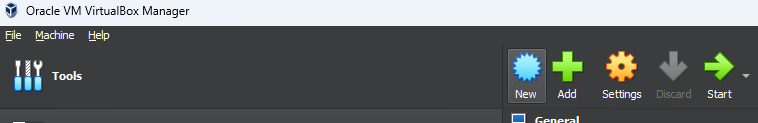 Oracle VM VirtualBox Manager
File Machine Help
Tools
New Add Settings Discard Start
General